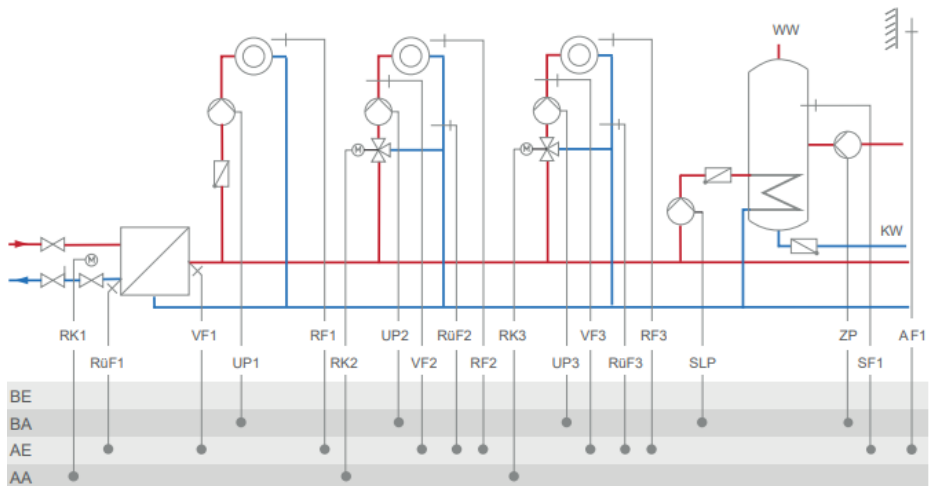 WW
M
M
KW
M
RK1
VF1
RF1
UP2
RüF2
RK3
VF3
RF3
ZP
AF1
RüF1
UP1
RK2
VF2
RF2
UP3
RüF3
SLP
SF1
BE
BA
AE
AA